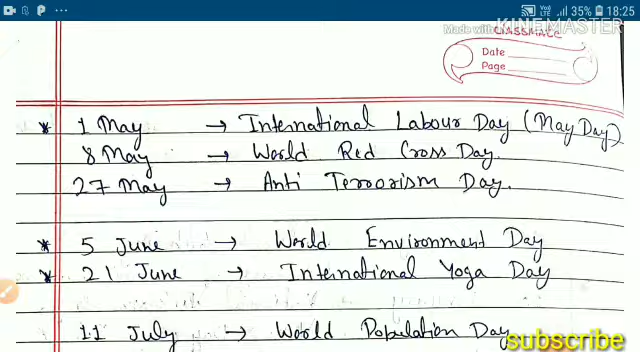 35% 18:25
Made with KINEMASTER
CLASSMATE
Date
Page
* 1 May → International Labour Day (May Day)
8 May → World Red Cross Day.
27 May → Anti Terrorism Day.
* 5 June → World Environment Day
* 21 June → International Yoga Day
11 July → World Population Day
subscribe